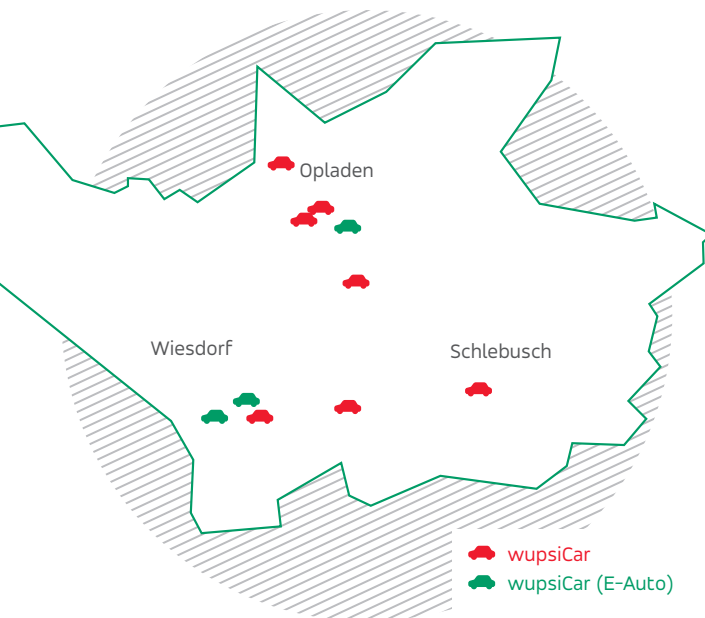 Opladen
Wiesdorf
Schlebusch
wupsiCar
wupsiCar (E-Auto)